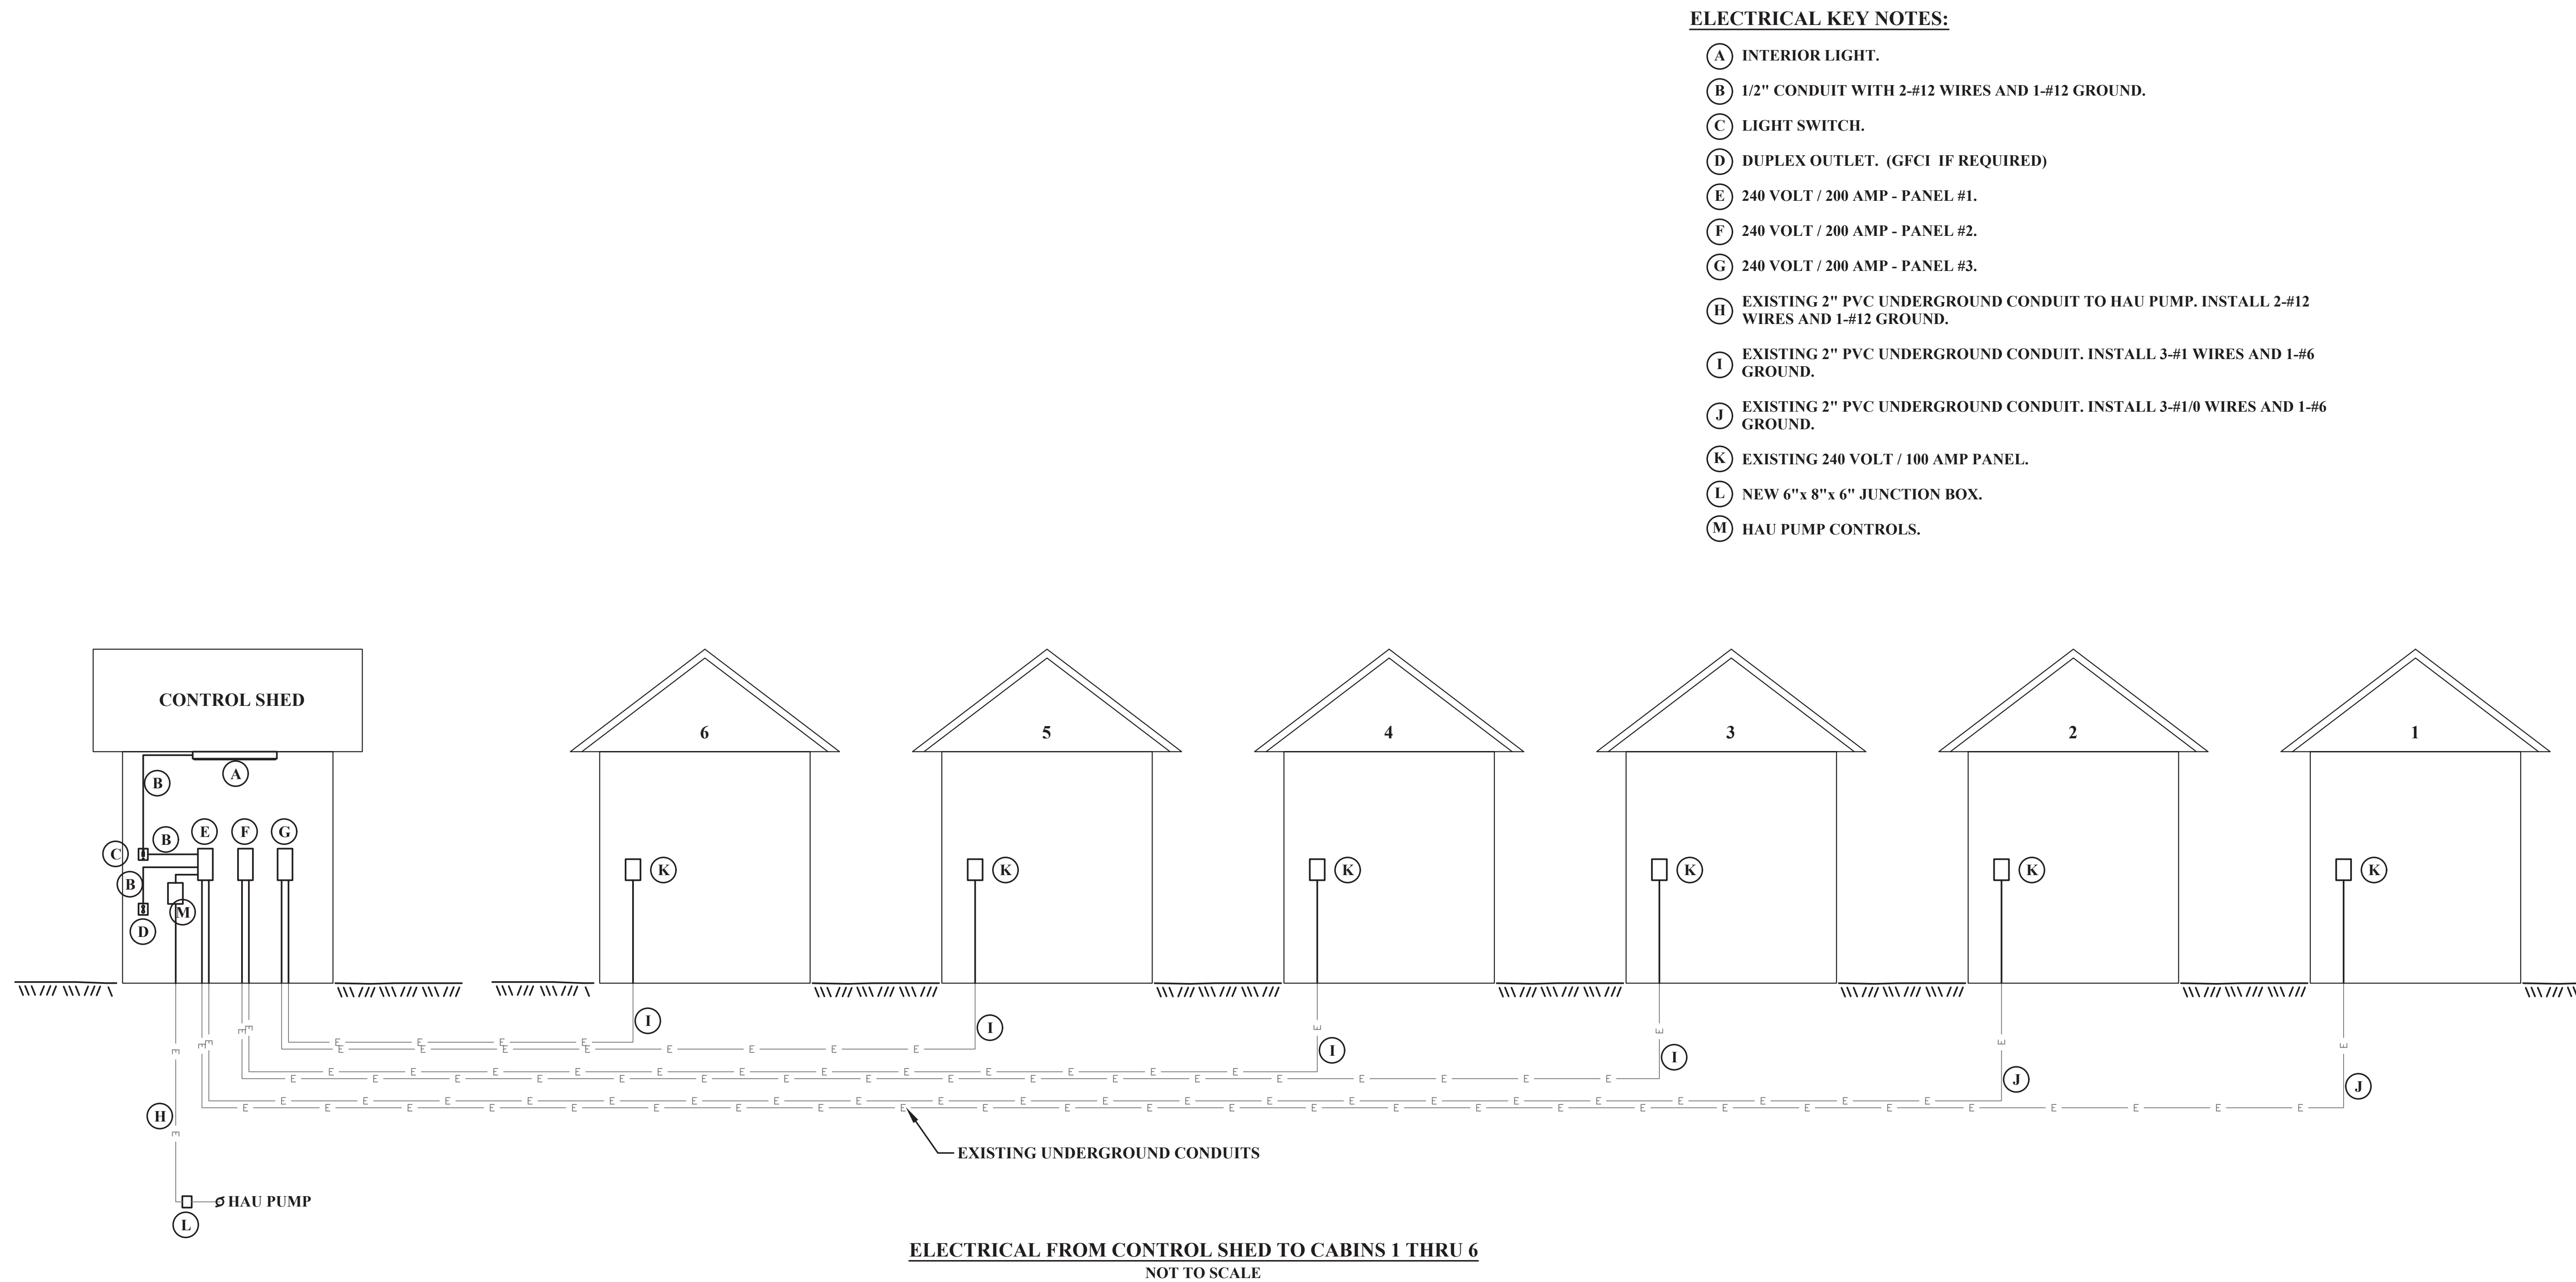 ELECTRICAL KEY NOTES:
A INTERIOR LIGHT.
B 1/2" CONDUIT WITH 2-#12 WIRES AND 1-#12 GROUND.
C LIGHT SWITCH.
D DUPLEX OUTLET. (GFCI IF REQUIRED)
E 240 VOLT / 200 AMP - PANEL #1.
F 240 VOLT / 200 AMP - PANEL #2.
G 240 VOLT / 200 AMP - PANEL #3.
H EXISTING 2" PVC UNDERGROUND CONDUIT TO HAU PUMP. INSTALL 2-#12
WIRES AND 1-#12 GROUND.
I EXISTING 2" PVC UNDERGROUND CONDUIT. INSTALL 3-#1 WIRES AND 1-#6
GROUND.
J EXISTING 2" PVC UNDERGROUND CONDUIT. INSTALL 3-#1/0 WIRES AND 1-#6
GROUND.
K EXISTING 240 VOLT / 100 AMP PANEL.
L NEW 6"x 8"x 6" JUNCTION BOX.
M HAU PUMP CONTROLS.
CONTROL SHED
6 5 4 3 2 1
A
B
B E F G
C
B
M
D
K K K K K K
I I I I J J
H
EXISTING UNDERGROUND CONDUITS
HAU PUMP
L
ELECTRICAL FROM CONTROL SHED TO CABINS 1 THRU 6
NOT TO SCALE